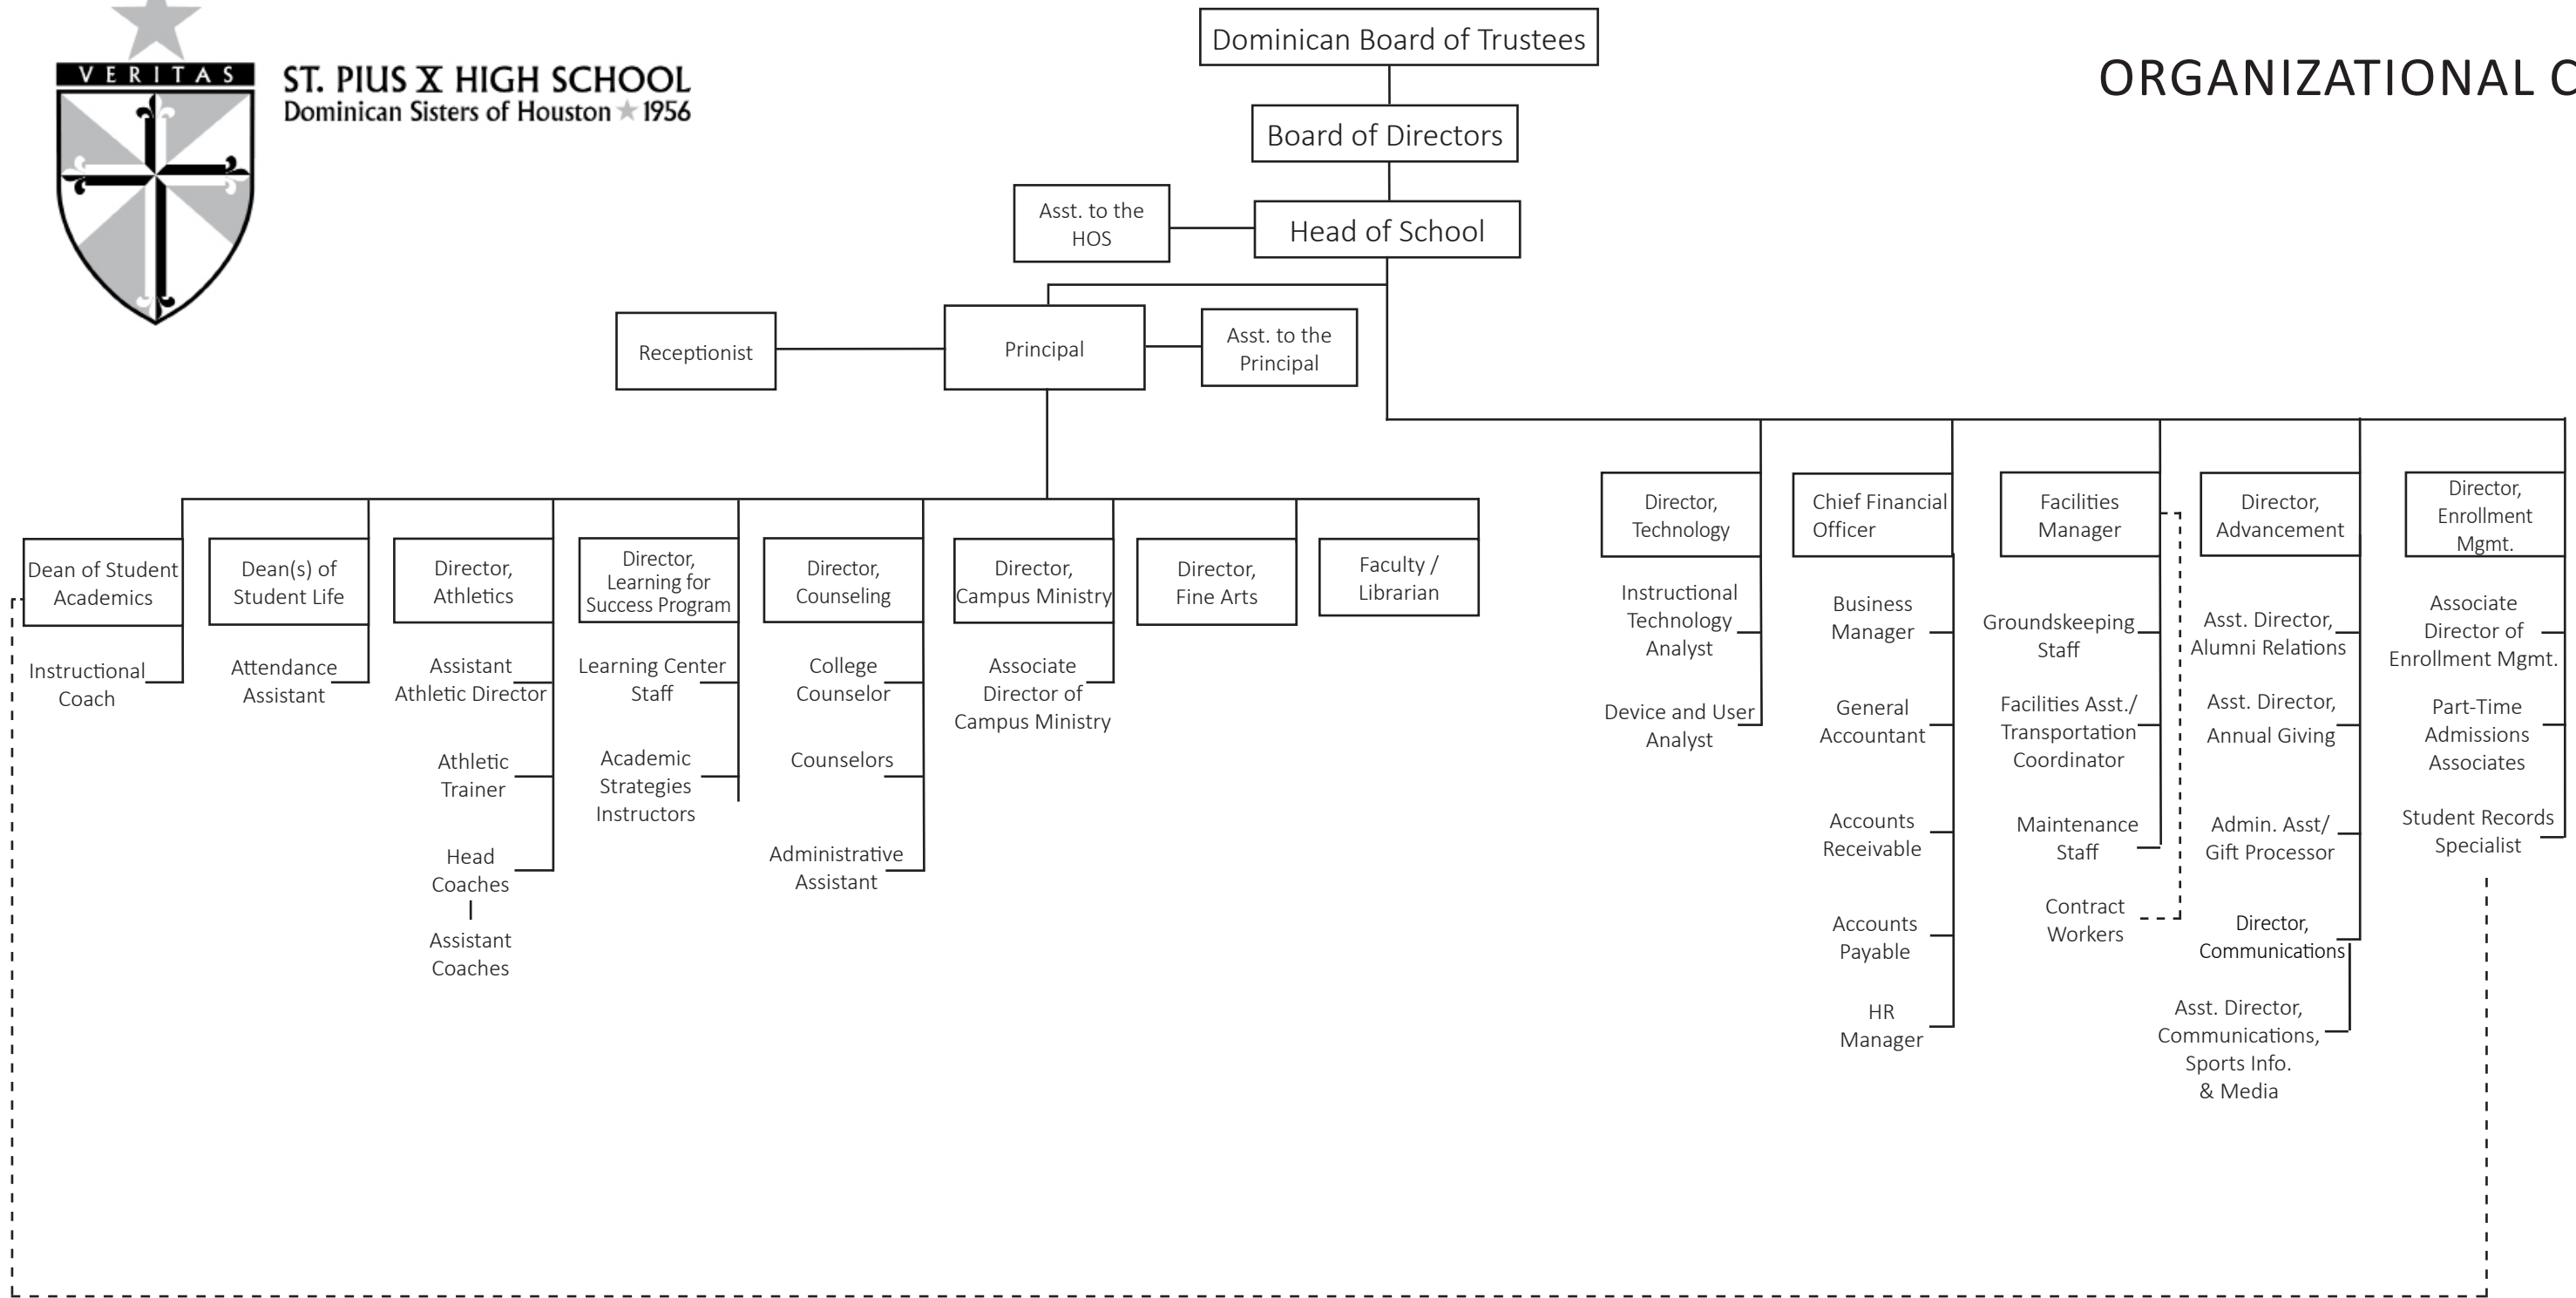 VERITAS
ST. PIUS X HIGH SCHOOL
Dominican Sisters of Houston 1956
ORGANIZATIONAL C
Dominican Board of Trustees
Board of Directors
Asst. to the
HOS
Head of School
Receptionist
Principal
Asst. to the
Principal
Dean of Student
Academics
Instructional
Coach
Dean(s) of
Student Life
Attendance
Assistant
Director,
Athletics
Assistant
Athletic Director
Athletic
Trainer
Head
Coaches
Assistant
Coaches
Director,
Learning for
Success Program
Learning Center
Staff
Academic
Strategies
Instructors
Director,
Counseling
College
Counselor
Counselors
Administrative
Assistant
Director,
Campus Ministry
Associate
Director of
Campus Ministry
Director,
Fine Arts
Faculty /
Librarian
Director,
Technology
Instructional
Technology
Analyst
Device and User
Analyst
Chief Financial
Officer
Business
Manager
General
Accountant
Accounts
Receivable
Accounts
Payable
HR
Manager
Facilities
Manager
Groundskeeping
Staff
Facilities Asst./
Transportation
Coordinator
Maintenance
Staff
Contract
Workers
Director,
Advancement
Asst. Director,
Alumni Relations
Asst. Director,
Annual Giving
Admin. Asst/
Gift Processor
Director,
Communications
Asst. Director,
Communications,
Sports Info.
& Media
Director,
Enrollment
Mgmt.
Associate
Director of
Enrollment Mgmt.
Part-Time
Admissions
Associates
Student Records
Specialist